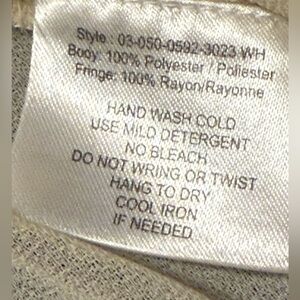 Style : 03-050-0592-3023 WH
Body: 100% Polyester / Poliester
Fringe: 100% Rayon/Rayonne
HAND WASH COLD
USE MILD DETERGENT
NO BLEACH
DO NOT WRING OR TWIST
HANG TO DRY
COOL IRON
IF NEEDED